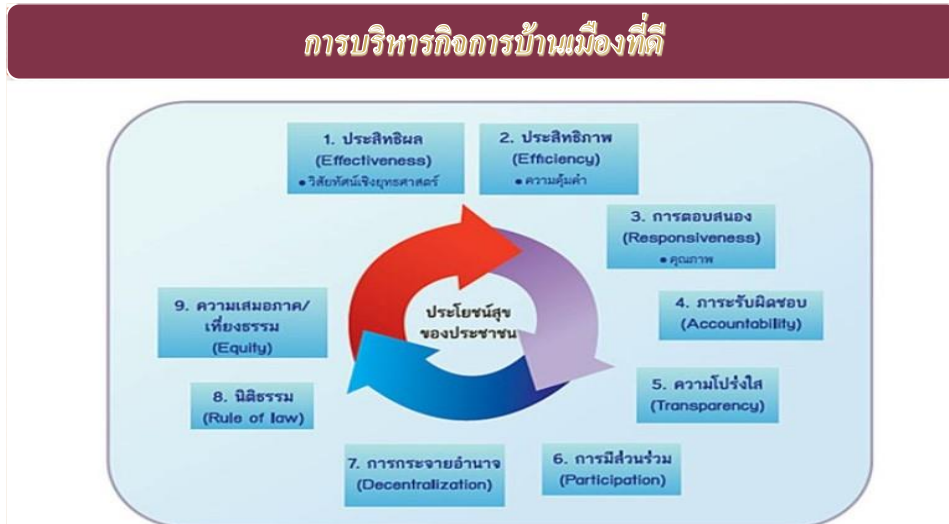 การบริหารกิจการบ้านเมืองที่ดี
1. ประสิทธิผล
(Effectiveness)
• วิสัยทัศน์เชิงยุทธศาสตร์
2. ประสิทธิภาพ
(Efficiency)
• ความคุ้มค่า
3. การตอบสนอง
(Responsiveness)
• คุณภาพ
4. ภาระรับผิดชอบ
(Accountability)
5. ความโปร่งใส
(Transparency)
6. การมีส่วนร่วม
(Participation)
7. การกระจายอำนาจ
(Decentralization)
8. นิติธรรม
(Rule of law)
9. ความเสมอภาค/
เที่ยงธรรม
(Equity)
ประโยชน์สุข
ของประชาชน